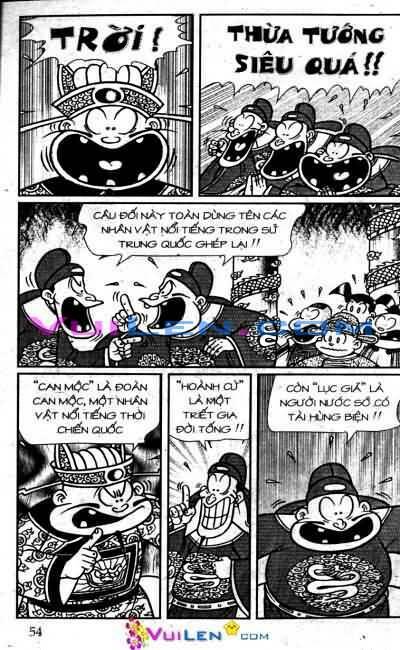 TRỜI!
THỪA TƯỚNG
SIÊU QUÁ!!
CÂU ĐỐI NÀY TOÀN DÙNG TÊN CÁC
NHÂN VẬT NỔI TIẾNG TRONG SỬ
TRUNG QUỐC GHÉP LẠI !!
VUILEN.COM
"CAN MỘC" LÀ ĐOÀN
CAN MỘC, MỘT NHÂN
VẬT NỔI TIẾNG THỜI
CHIẾN QUỐC
"HOÀNH CỪ"
LÀ MỘT
TRIẾT GIA
ĐỜI TỐNG !!
CÒN "LỤC GIẢ" LÀ
NGƯỜI NƯỚC SỞ CÓ
TÀI HÙNG BIỆN !!
54
VUILEN.COM